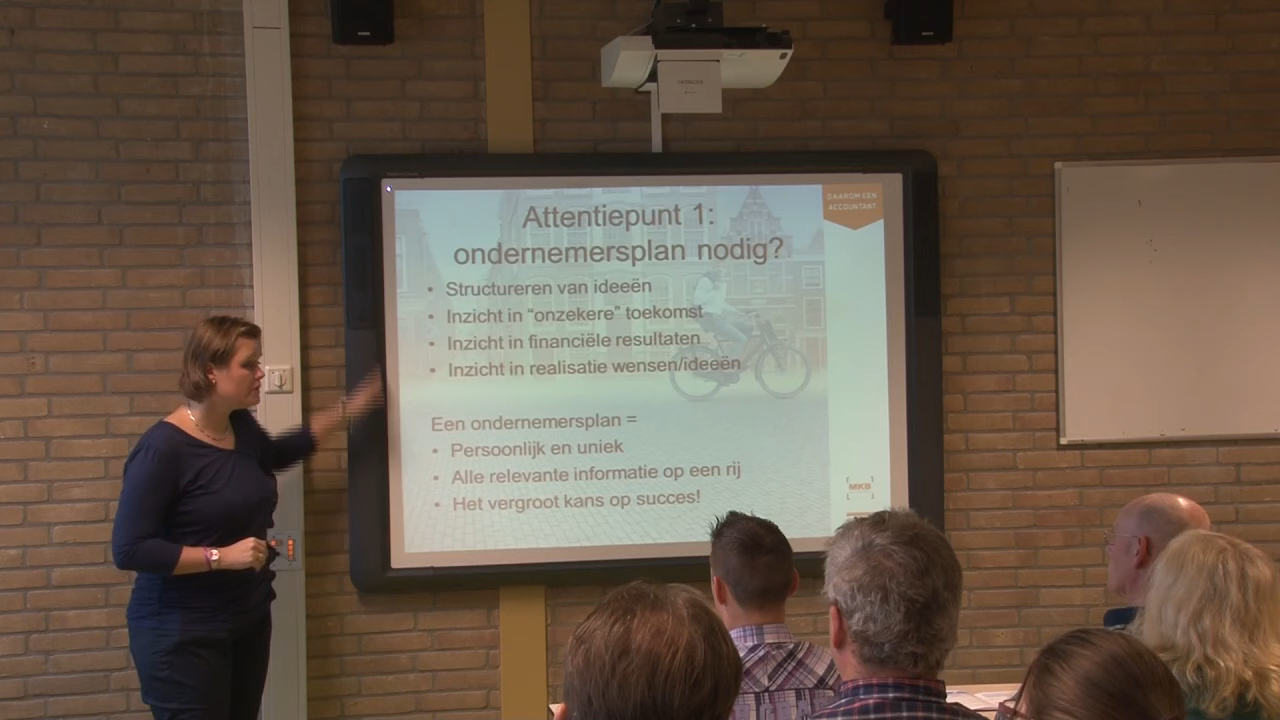 Attentiepunt 1:
ondernemersplan nodig?
• Structureren van ideeën
• Inzicht in “onzekere” toekomst
• Inzicht in financiële resultaten
• Inzicht in realisatie wensen/ideeën
Een ondernemersplan =
• Persoonlijk en uniek
• Alle relevante informatie op een rij
• Het vergroot kans op succes!
DAAROM EEN
ACCOUNTANT
MKB